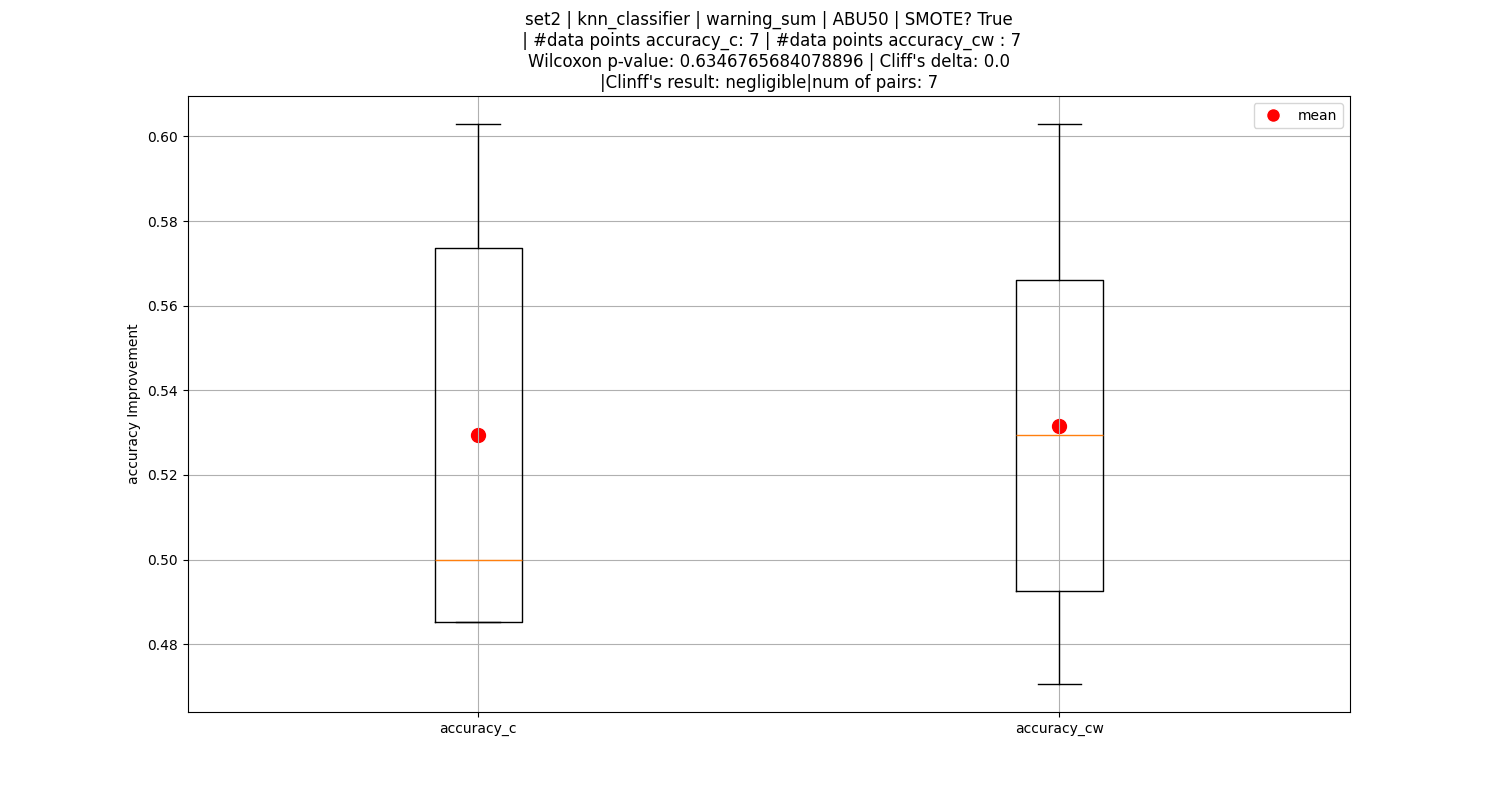 set2 | knn_classifier | warning_sum | ABU50 | SMOTE? True
| #data points accuracy_c: 7 | #data points accuracy_cw : 7
Wilcoxon p-value: 0.6346765684078896 | Cliff's delta: 0.0
|Clinff's result: negligible|num of pairs: 7
mean
0.60
0.58
0.56
0.54
0.52
0.50
0.48
accuracy Improvement
accuracy_c
accuracy_cw